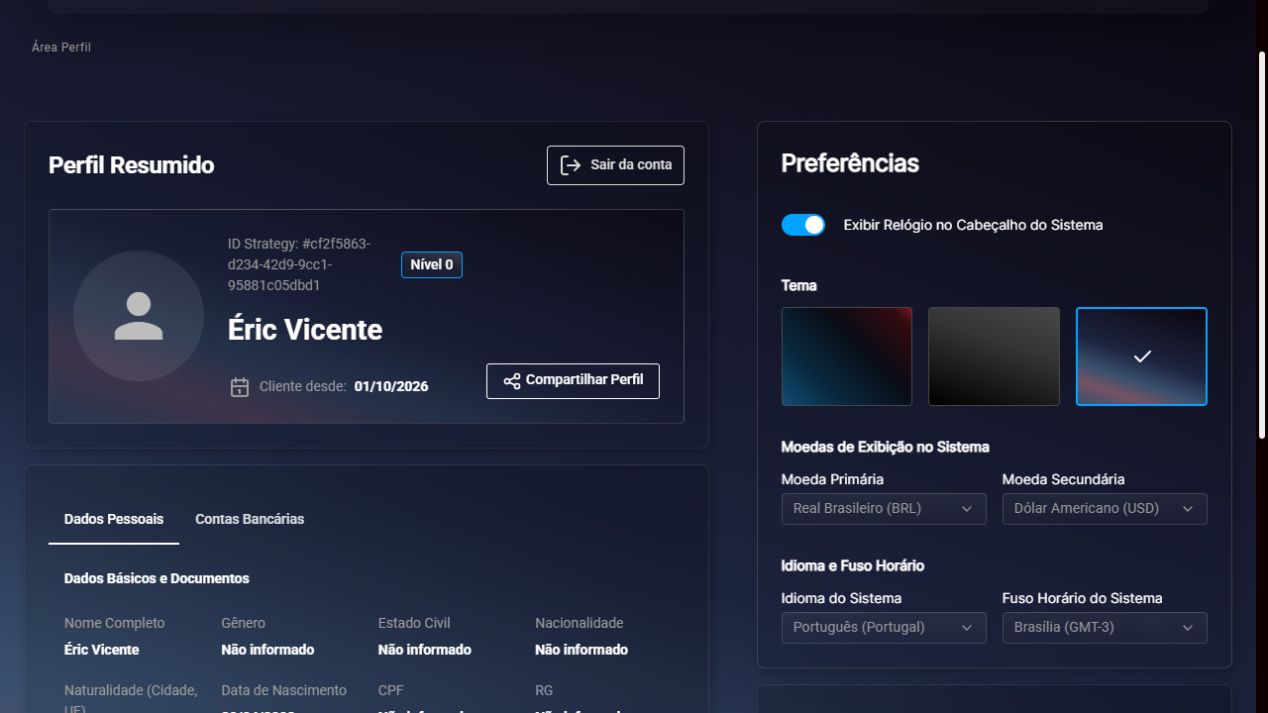 Área Perfil
Perfil Resumido
Sair da conta
ID Strategy: #cf2f5863-
d234-42d9-9cc1-
95881c05dbd1
Nível 0
Éric Vicente
Cliente desde: 01/10/2026
Compartilhar Perfil
Dados Pessoais
Contas Bancárias
Dados Básicos e Documentos
Nome Completo
Gênero
Estado Civil
Nacionalidade
Éric Vicente
Não informado
Não informado
Não informado
Naturalidade (Cidade,
UF)
Data de Nascimento
CPF
RG
Preferências
Exibir Relógio no Cabeçalho do Sistema
Tema
Moedas de Exibição no Sistema
Moeda Primária
Moeda Secundária
Real Brasileiro (BRL)
Dólar Americano (USD)
Idioma e Fuso Horário
Idioma do Sistema
Fuso Horário do Sistema
Português (Portugal)
Brasília (GMT-3)